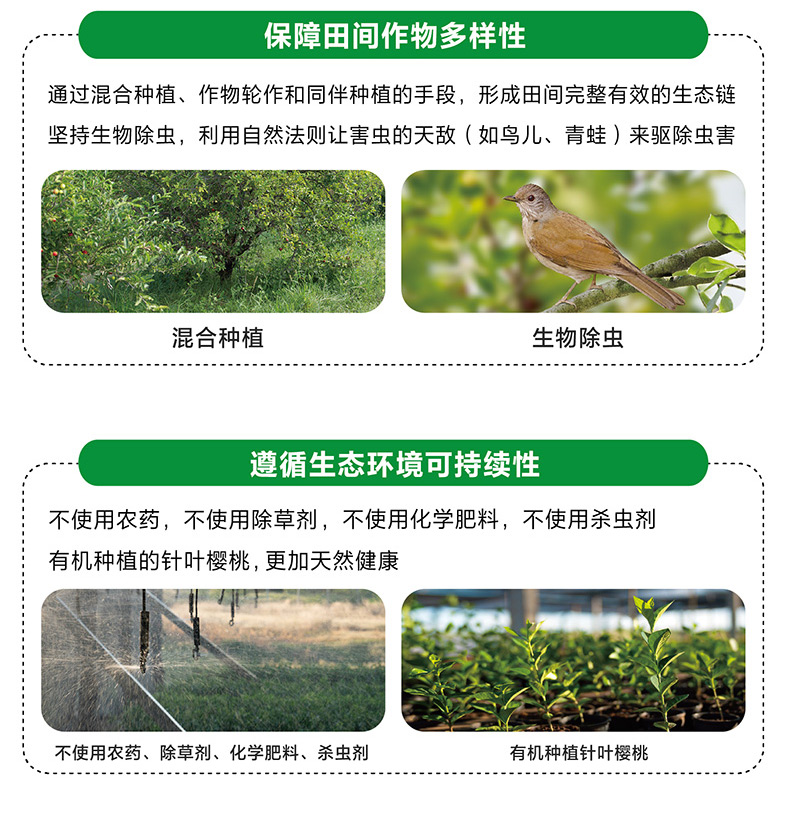 保障田间作物多样性
通过混合种植、作物轮作和同伴种植的手段，形成田间完整有效的生态链
坚持生物除虫，利用自然法则让害虫的天敌（如鸟儿、青蛙）来驱除虫害
混合种植
生物除虫
遵循生态环境可持续性
不使用农药，不使用除草剂，不使用化学肥料，不使用杀虫剂
有机种植的针叶樱桃,更加天然健康
不使用农药、除草剂、化学肥料、杀虫剂
有机种植针叶樱桃